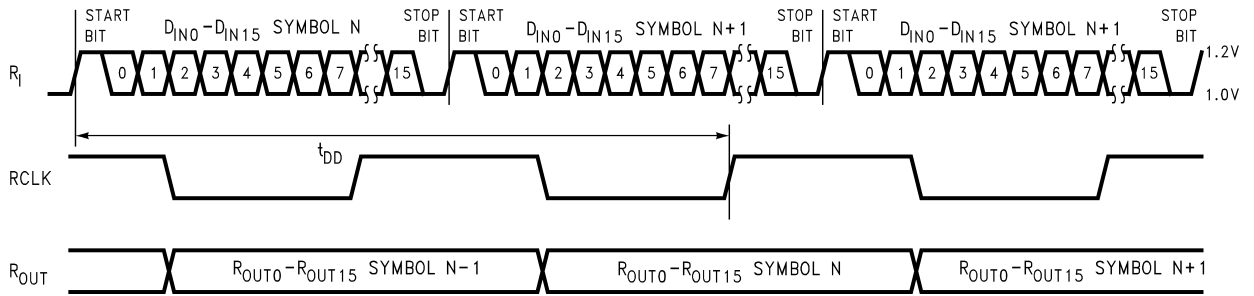 START BIT
D_IN0-D_IN15 SYMBOL N
STOP BIT
START BIT
D_IN0-D_IN15 SYMBOL N+1
STOP BIT
START BIT
D_IN0-D_IN15 SYMBOL N+1
STOP BIT
R_I
0 1 2 3 4 5 6 7 15
0 1 2 3 4 5 6 7 15
0 1 2 3 4 5 6 7 15
1.2V
1.0V
t_DD
RCLK
R_OUT
R_OUT0-R_OUT15 SYMBOL N-1
R_OUT0-R_OUT15 SYMBOL N
R_OUT0-R_OUT15 SYMBOL N+1